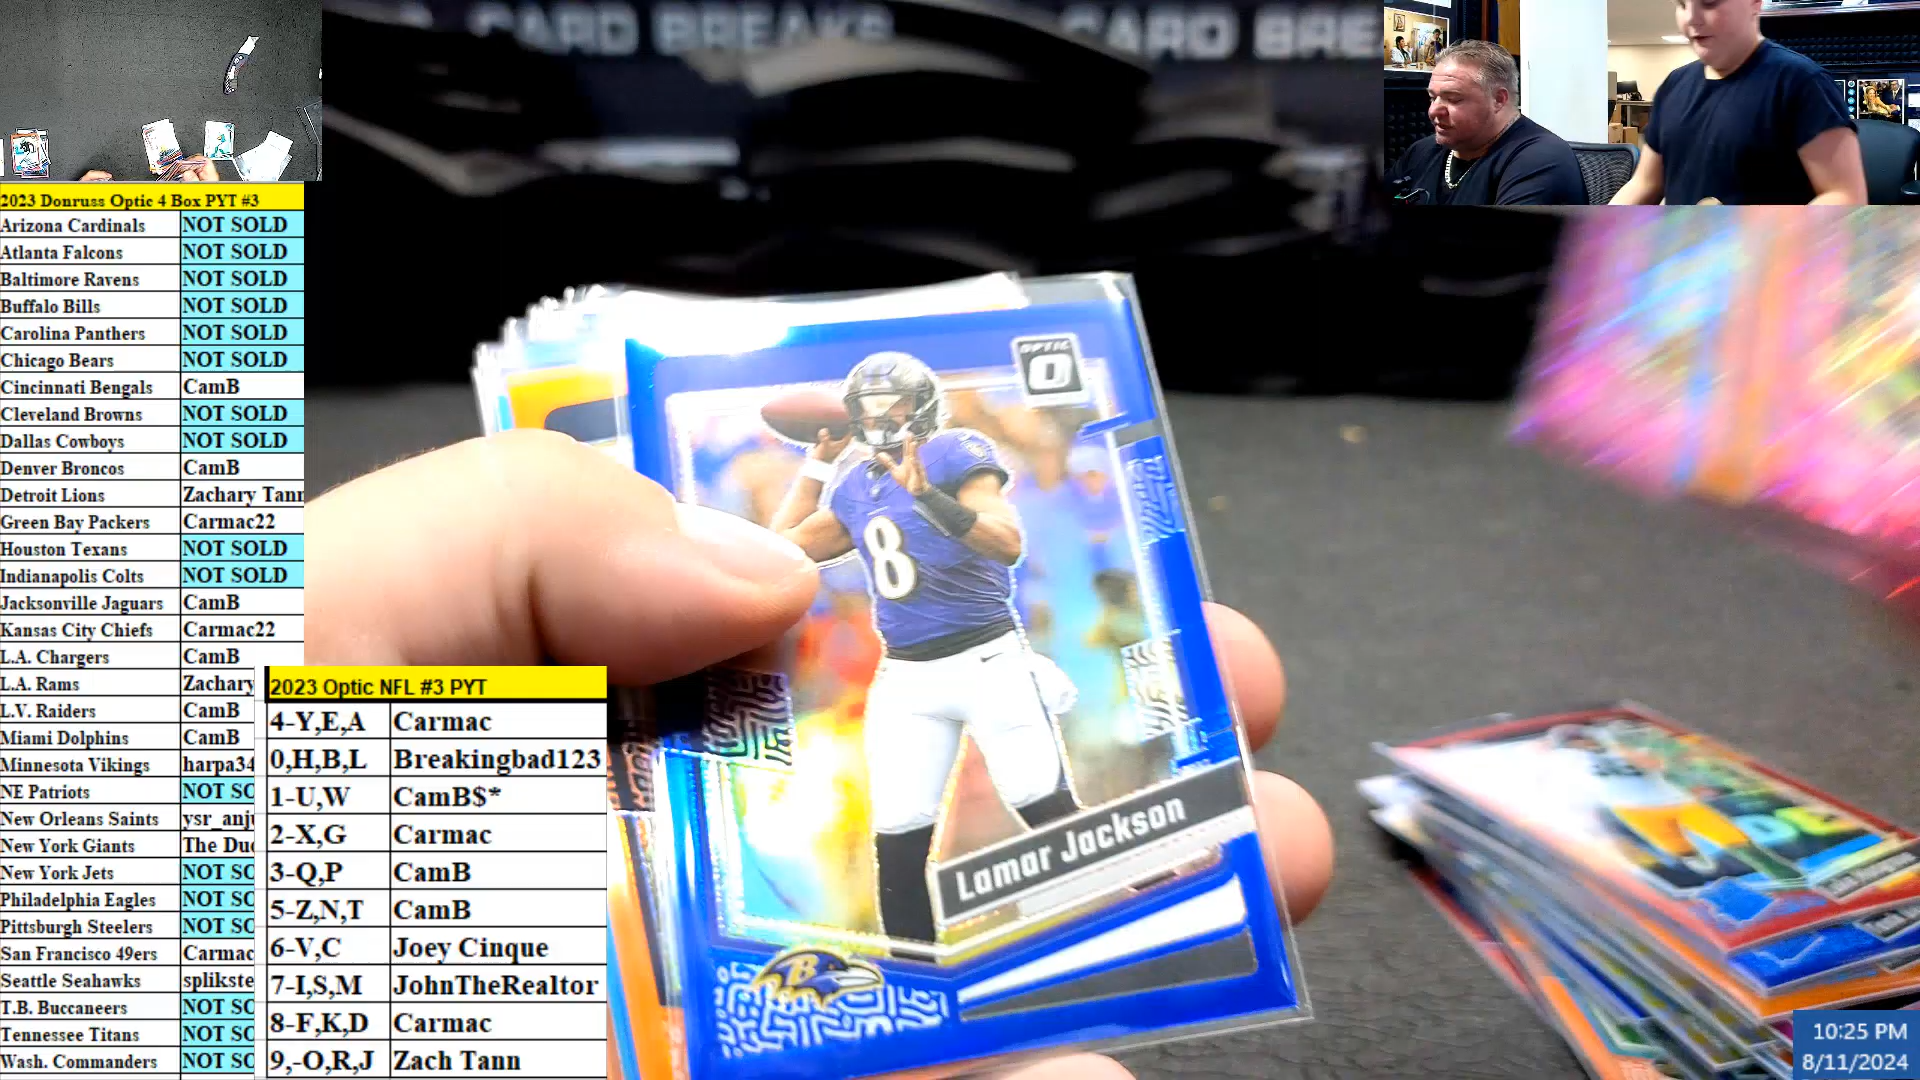 CARD BREAKS
CARD BRE
2023 Donruss Optic 4 Box PYT #3
Arizona Cardinals NOT SOLD
Atlanta Falcons NOT SOLD
Baltimore Ravens NOT SOLD
Buffalo Bills NOT SOLD
Carolina Panthers NOT SOLD
Chicago Bears NOT SOLD
Cincinnati Bengals CamB
Cleveland Browns NOT SOLD
Dallas Cowboys NOT SOLD
Denver Broncos CamB
Detroit Lions Zachary Tann
Green Bay Packers Carmac22
Houston Texans NOT SOLD
Indianapolis Colts NOT SOLD
Jacksonville Jaguars CamB
Kansas City Chiefs Carmac22
L.A. Chargers CamB
L.A. Rams Zachary
L.V. Raiders CamB
Miami Dolphins CamB
Minnesota Vikings harpa34
NE Patriots NOT SO
New Orleans Saints ysr_anj
New York Giants The Du
New York Jets NOT SO
Philadelphia Eagles NOT SO
Pittsburgh Steelers NOT SO
San Francisco 49ers Carmac
Seattle Seahawks splikste
T.B. Buccaneers NOT SO
Tennessee Titans NOT SO
Wash. Commanders NOT SO
2023 Optic NFL #3 PYT
4-Y,E,A Carmac
0,H,B,L Breakingbad123
1-U,W CamB$*
2-X,G Carmac
3-Q,P CamB
5-Z,N,T CamB
6-V,C Joey Cinque
7-I,S,M JohnTheRealtor
8-F,K,D Carmac
9,-O,R,J Zach Tann
OPTIC
O
8
Lamar Jackson
B
10:25 PM
8/11/2024